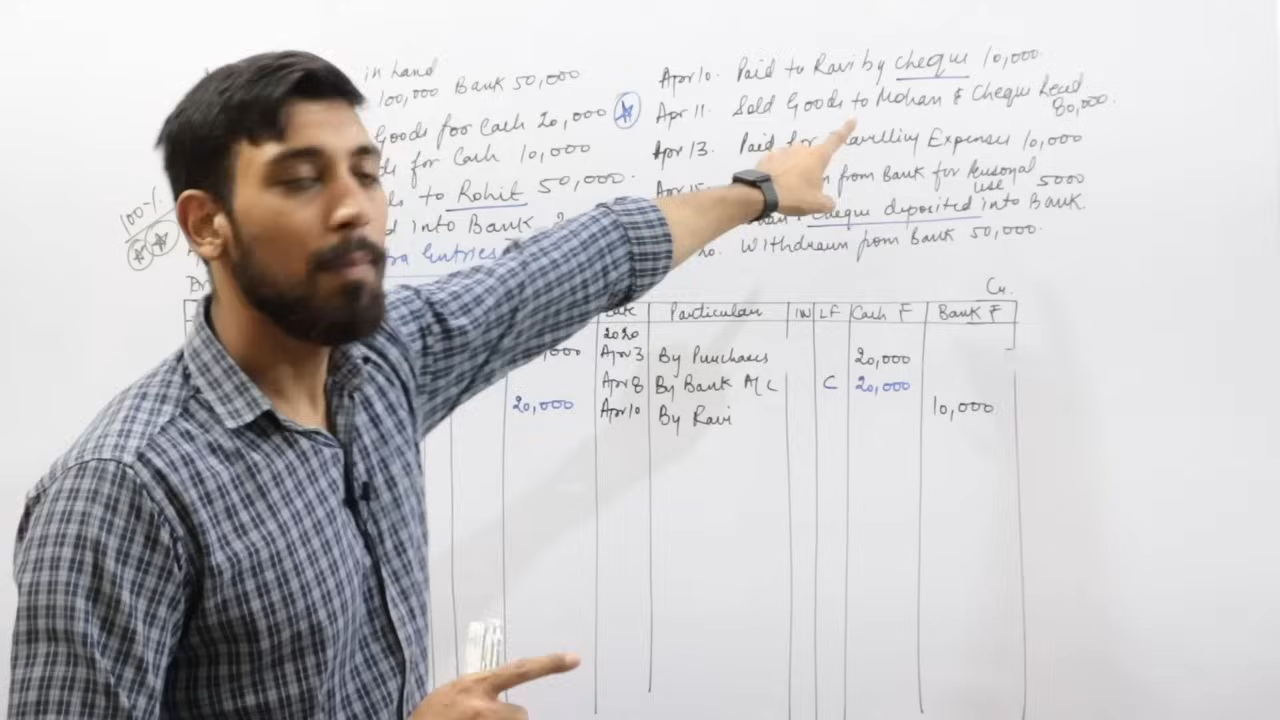 in hand
100,000 Bank 50,000
Goods for Cash 20,000
for Cash 10,000
to Rohit 50,000.
into Bank
Entries
100%
Apr 10. Paid to Ravi by Cheque 10,000
Apr 11. Sold Goods to Mohan & Cheque Recd 80,000.
Apr 13. Paid for Travelling Expenses 10,000
Apr 15. from Bank for Personal use 5000
Cheque deposited into Bank.
Withdrawn from Bank 50,000.
Cr.
Date Particulars LF Cash ₹ Bank ₹
2020
Apr 3 By Purchases 20,000
Apr 8 By Bank A/C C 20,000
20,000 Apr 10 By Ravi 10,000